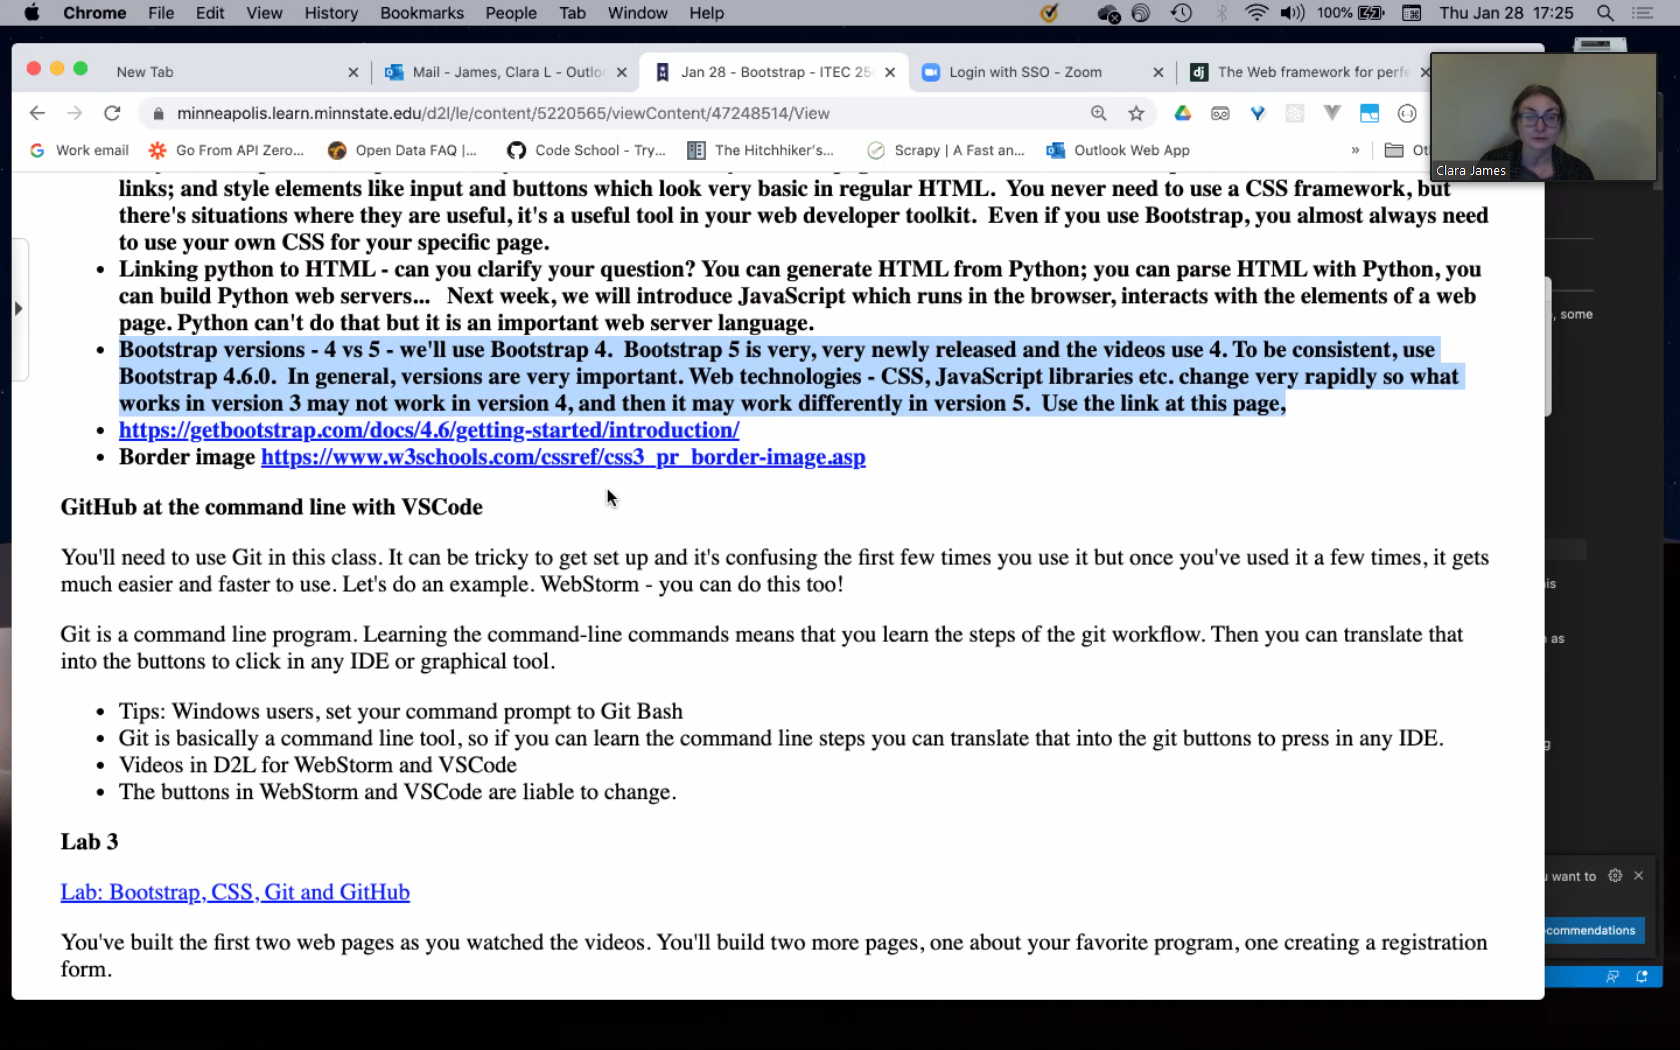 Chrome File Edit View History Bookmarks People Tab Window Help 100% Thu Jan 28 17:25
New Tab Mail - James, Clara L - Outlo Jan 28 - Bootstrap - ITEC 25 Login with SSO - Zoom The Web framework for perfe
minneapolis.learn.minnstate.edu/d2l/le/content/5220565/viewContent/47248514/View
Work email Go From API Zero... Open Data FAQ |... Code School - Try... The Hitchhiker's... Scrapy | A Fast an... Outlook Web App » Ot
Clara James
links; and style elements like input and buttons which look very basic in regular HTML. You never need to use a CSS framework, but
there's situations where they are useful, it's a useful tool in your web developer toolkit. Even if you use Bootstrap, you almost always need
to use your own CSS for your specific page.
• Linking python to HTML - can you clarify your question? You can generate HTML from Python; you can parse HTML with Python, you
can build Python web servers... Next week, we will introduce JavaScript which runs in the browser, interacts with the elements of a web
page. Python can't do that but it is an important web server language.
• Bootstrap versions - 4 vs 5 - we'll use Bootstrap 4. Bootstrap 5 is very, very newly released and the videos use 4. To be consistent, use
Bootstrap 4.6.0. In general, versions are very important. Web technologies - CSS, JavaScript libraries etc. change very rapidly so what
works in version 3 may not work in version 4, and then it may work differently in version 5. Use the link at this page,
• https://getbootstrap.com/docs/4.6/getting-started/introduction/
• Border image https://www.w3schools.com/cssref/css3_pr_border-image.asp
GitHub at the command line with VSCode
You'll need to use Git in this class. It can be tricky to get set up and it's confusing the first few times you use it but once you've used it a few times, it gets
much easier and faster to use. Let's do an example. WebStorm - you can do this too!
Git is a command line program. Learning the command-line commands means that you learn the steps of the git workflow. Then you can translate that
into the buttons to click in any IDE or graphical tool.
• Tips: Windows users, set your command prompt to Git Bash
• Git is basically a command line tool, so if you can learn the command line steps you can translate that into the git buttons to press in any IDE.
• Videos in D2L for WebStorm and VSCode
• The buttons in WebStorm and VSCode are liable to change.
Lab 3
Lab: Bootstrap, CSS, Git and GitHub
You've built the first two web pages as you watched the videos. You'll build two more pages, one about your favorite program, one creating a registration
form.
, some
is
as
g
u want to
commendations